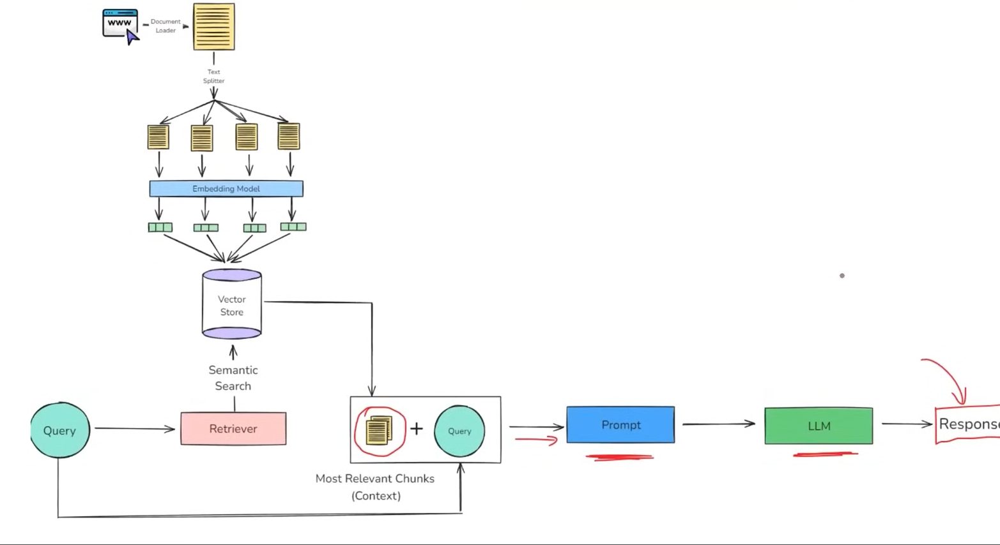 www
Document
Loader
Text
Splitter
Embedding Model
Vector
Store
Semantic
Search
Query
Retriever
+
Query
Prompt
LLM
Response
Most Relevant Chunks
(Context)